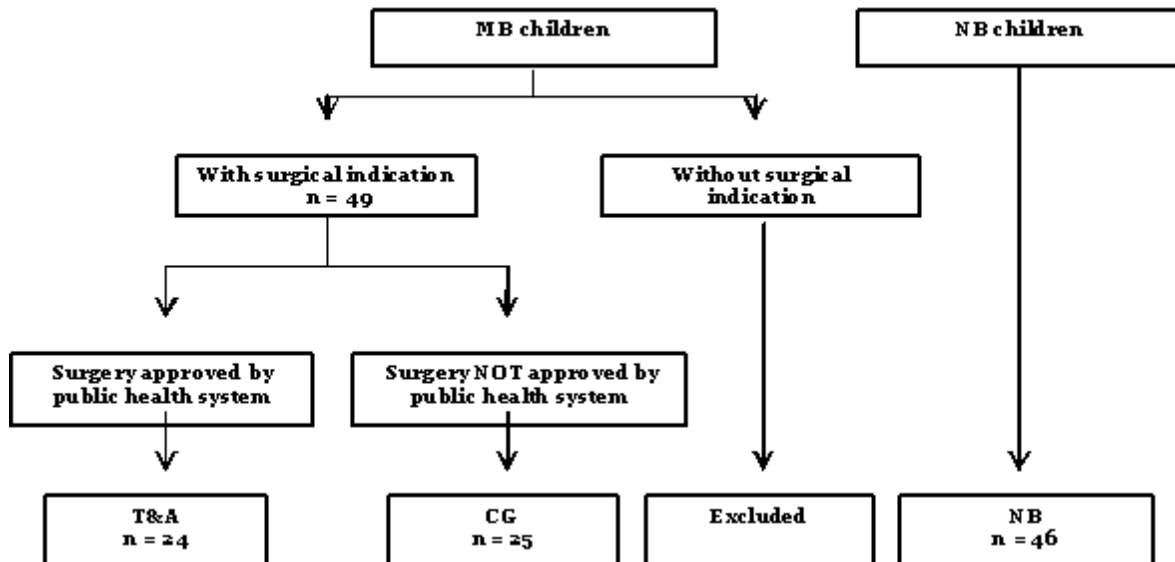 MB children
NB children
With surgical indication
n = 49
Without surgical
indication
Surgery approved by
public health system
Surgery NOT approved by
public health system
T&A
n = 24
CG
n = 25
Excluded
NB
n = 46